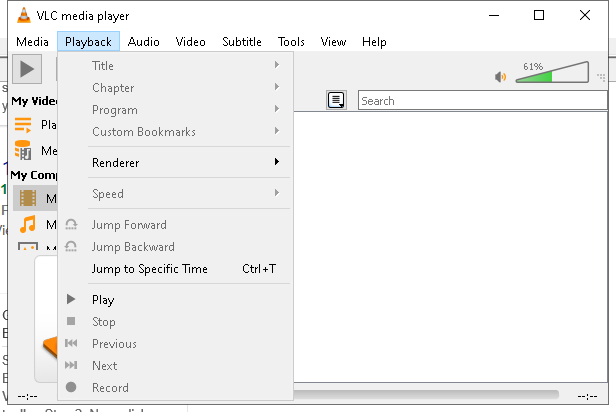 VLC media player
Media Playback Audio Video Subtitle Tools View Help
61%
Title
Chapter
Program
Custom Bookmarks
Renderer
Speed
Jump Forward
Jump Backward
Jump to Specific Time Ctrl+T
Play
Stop
Previous
Next
Record
Search
My Vide
Pla
Me
My Comp
M
M
--:--
--:--